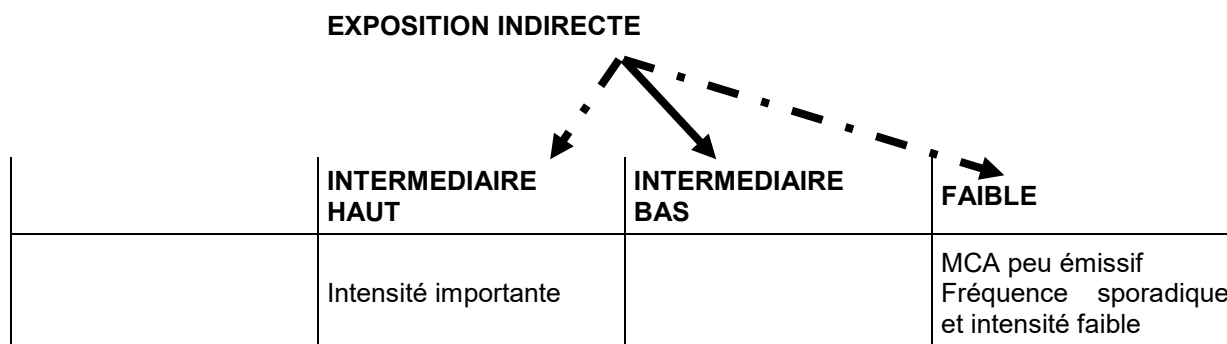 EXPOSITION INDIRECTE
INTERMEDIAIRE
HAUT
INTERMEDIAIRE
BAS
FAIBLE
Intensité importante
MCA peu émissif
Fréquence sporadique
et intensité faible